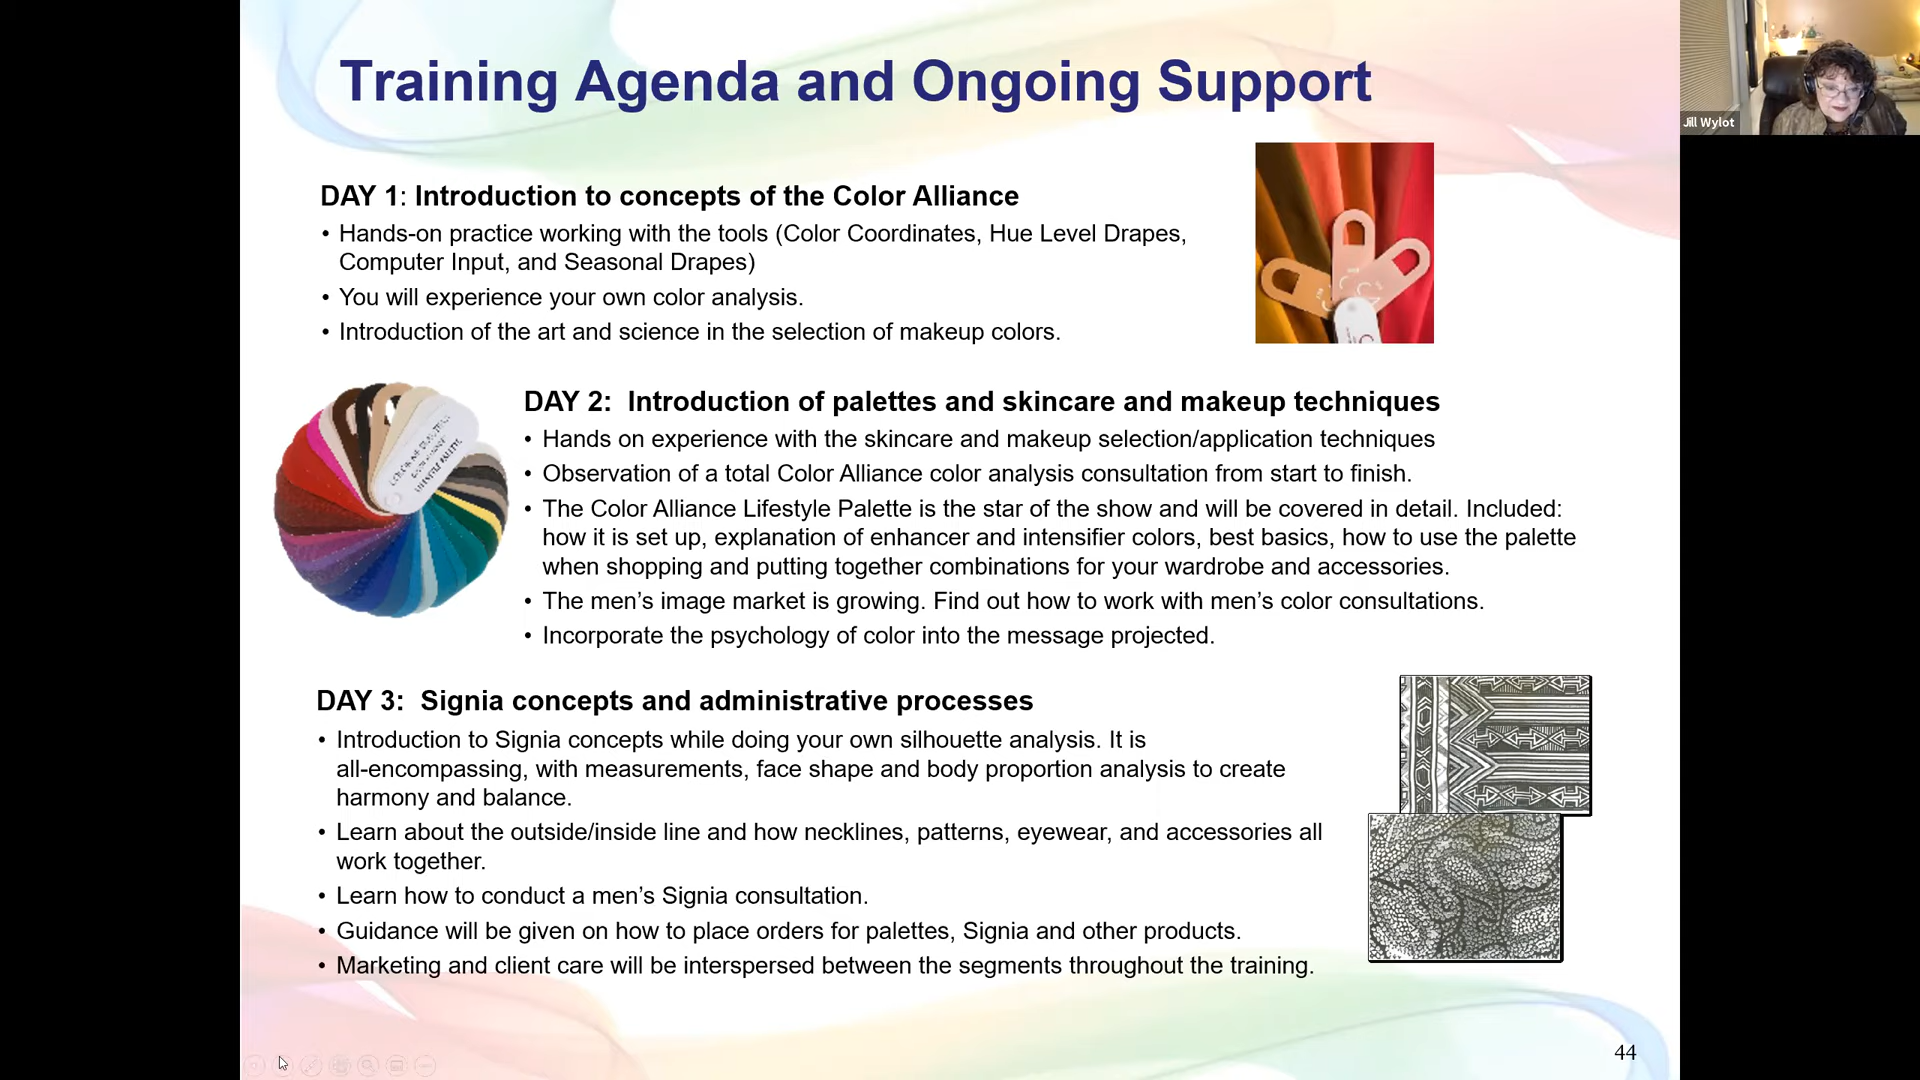 Training Agenda and Ongoing Support
Jill Wylot
DAY 1: Introduction to concepts of the Color Alliance
• Hands-on practice working with the tools (Color Coordinates, Hue Level Drapes,
Computer Input, and Seasonal Drapes)
• You will experience your own color analysis.
• Introduction of the art and science in the selection of makeup colors.
DAY 2:  Introduction of palettes and skincare and makeup techniques
• Hands on experience with the skincare and makeup selection/application techniques
• Observation of a total Color Alliance color analysis consultation from start to finish.
• The Color Alliance Lifestyle Palette is the star of the show and will be covered in detail. Included:
how it is set up, explanation of enhancer and intensifier colors, best basics, how to use the palette
when shopping and putting together combinations for your wardrobe and accessories.
• The men’s image market is growing. Find out how to work with men’s color consultations.
• Incorporate the psychology of color into the message projected.
DAY 3:  Signia concepts and administrative processes
• Introduction to Signia concepts while doing your own silhouette analysis. It is
all-encompassing, with measurements, face shape and body proportion analysis to create
harmony and balance.
• Learn about the outside/inside line and how necklines, patterns, eyewear, and accessories all
work together.
• Learn how to conduct a men’s Signia consultation.
• Guidance will be given on how to place orders for palettes, Signia and other products.
• Marketing and client care will be interspersed between the segments throughout the training.
44